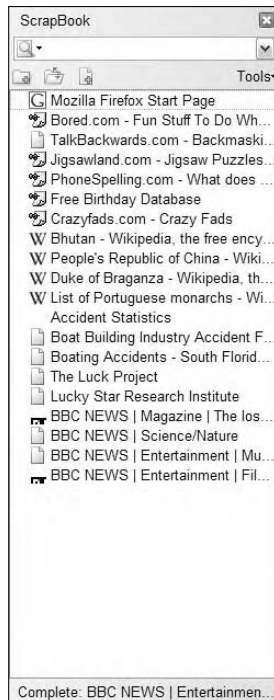 ScrapBook
Tools
Mozilla Firefox Start Page
Bored.com - Fun Stuff To Do Wh...
TalkBackwards.com - Backmaski...
Jigsawland.com - Jigsaw Puzzles...
PhoneSpelling.com - What does ...
Free Birthday Database
Crazyfads.com - Crazy Fads
Bhutan - Wikipedia, the free ency...
People's Republic of China - Wiki...
Duke of Braganza - Wikipedia, th...
List of Portuguese monarchs - Wi...
Accident Statistics
Boat Building Industry Accident F...
Boating Accidents - South Florid...
The Luck Project
Lucky Star Research Institute
BBC NEWS | Magazine | The los...
BBC NEWS | Science/Nature
BBC NEWS | Entertainment | Mu...
BBC NEWS | Entertainment | Fil...
Complete: BBC NEWS | Entertainmen...